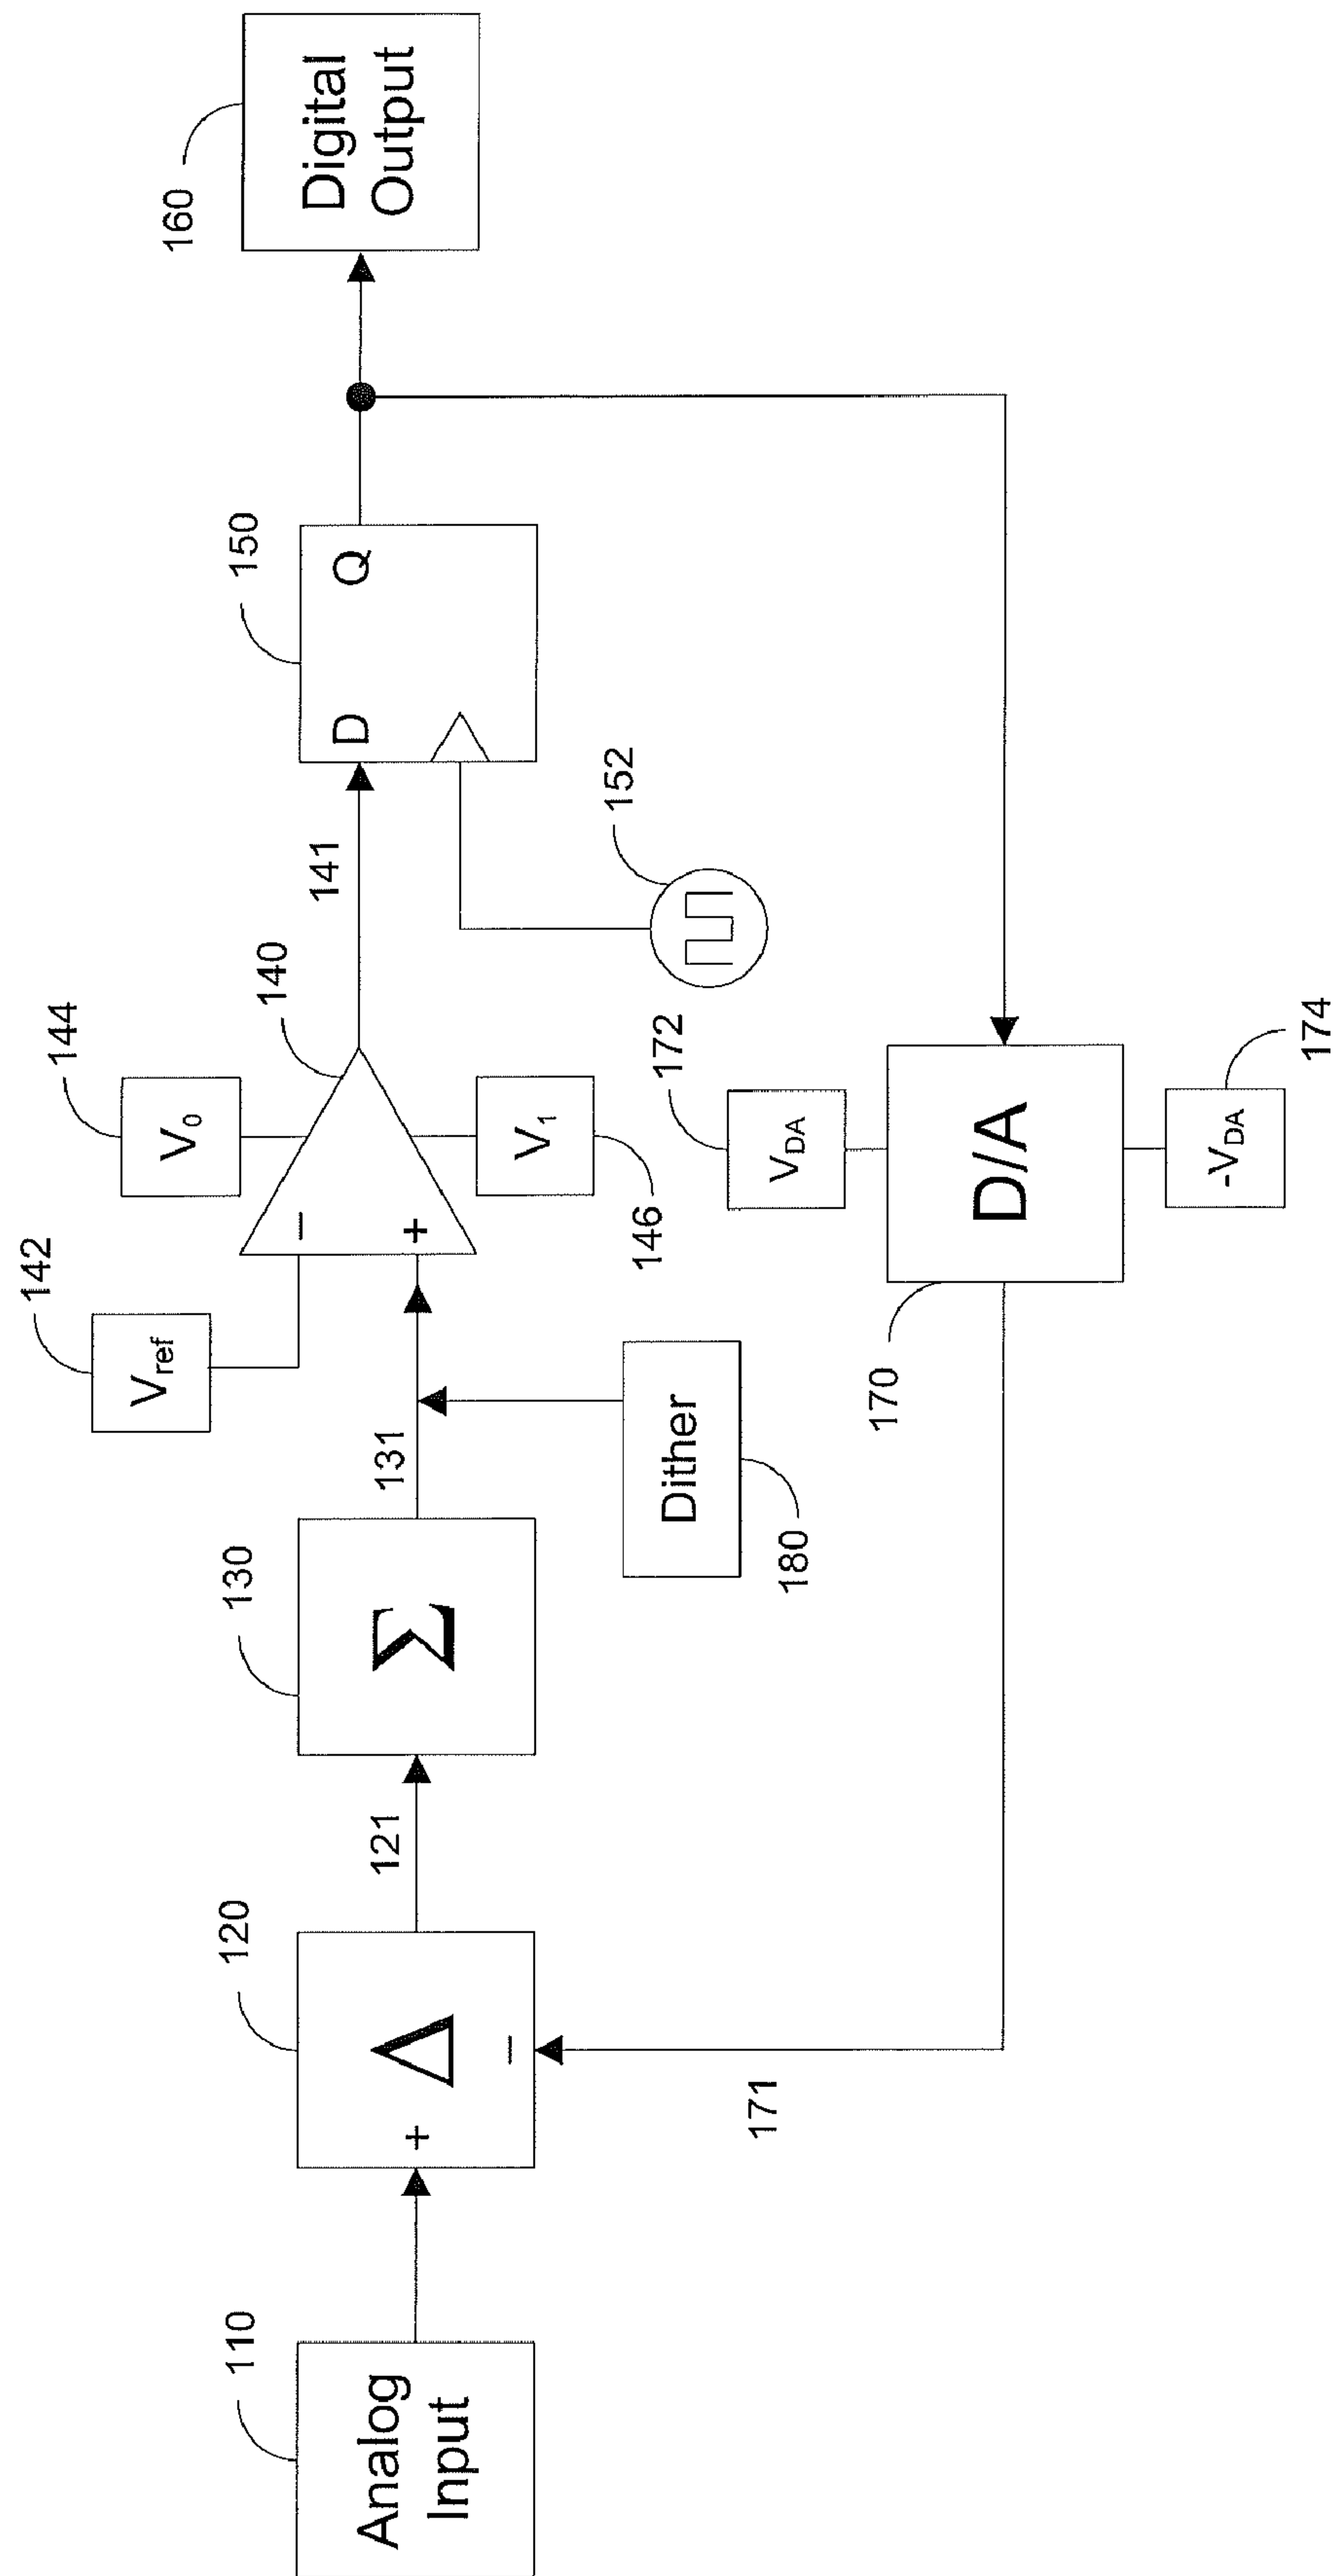 110
Analog
Input
120
+
Δ
−
121
130
Σ
131
Dither
180
142
Vref
−
+
144
V0
140
V1
146
141
150
D Q
152
160
Digital
Output
172
VDA
D/A
170
-VDA
174
171